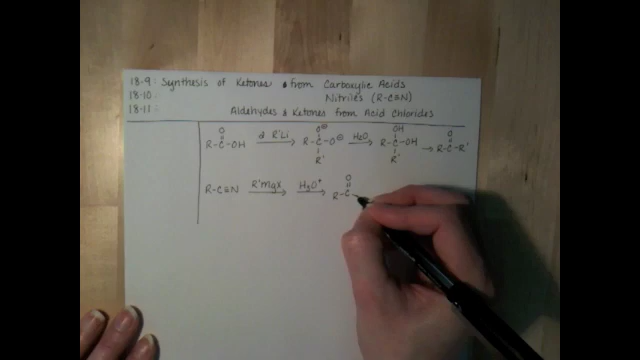 18-9: Synthesis of Ketones from Carboxylic Acids
18-10: Nitriles (R-C≡N)
18-11: Aldehydes & Ketones from Acid Chlorides
O O⊖ OH O
R-C-OH 2 R'Li R-C-O⊖ H₂O R-C-OH → R-C-R'
R' R'
O
R-C≡N R'MgX H₃O⁺ R-C